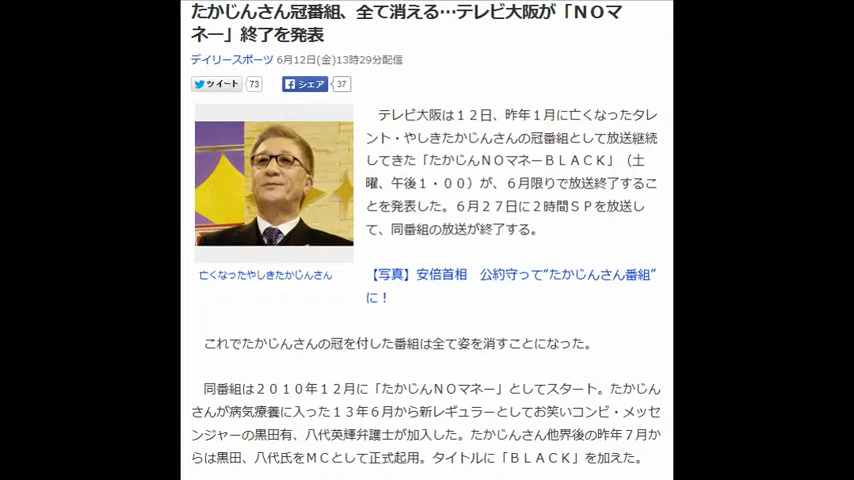 たかじんさん冠番組、全て消える…テレビ大阪が「ＮＯマ
ネー」終了を発表
デイリースポーツ 6月12日(金)13時29分配信
ツイート 73 シェア 37
テレビ大阪は１２日、昨年１月に亡くなったタレ
ント・やしきたかじんさんの冠番組として放送継続
してきた「たかじんＮＯマネーＢＬＡＣＫ」（土
曜、午後１・００）が、６月限りで放送終了するこ
とを発表した。６月２７日に２時間ＳＰを放送し
て、同番組の放送が終了する。
亡くなったやしきたかじんさん
【写真】安倍首相　公約守って“たかじんさん番組”
に！
これでたかじんさんの冠を付した番組は全て姿を消すことになった。
同番組は２０１０年１２月に「たかじんＮＯマネー」としてスタート。たかじん
さんが病気療養に入った１３年６月から新レギュラーとしてお笑いコンビ・メッセ
ンジャーの黒田有、八代英輝弁護士が加入した。たかじんさん他界後の昨年７月か
らは黒田、八代氏をＭＣとして正式起用。タイトルに「ＢＬＡＣＫ」を加えた。